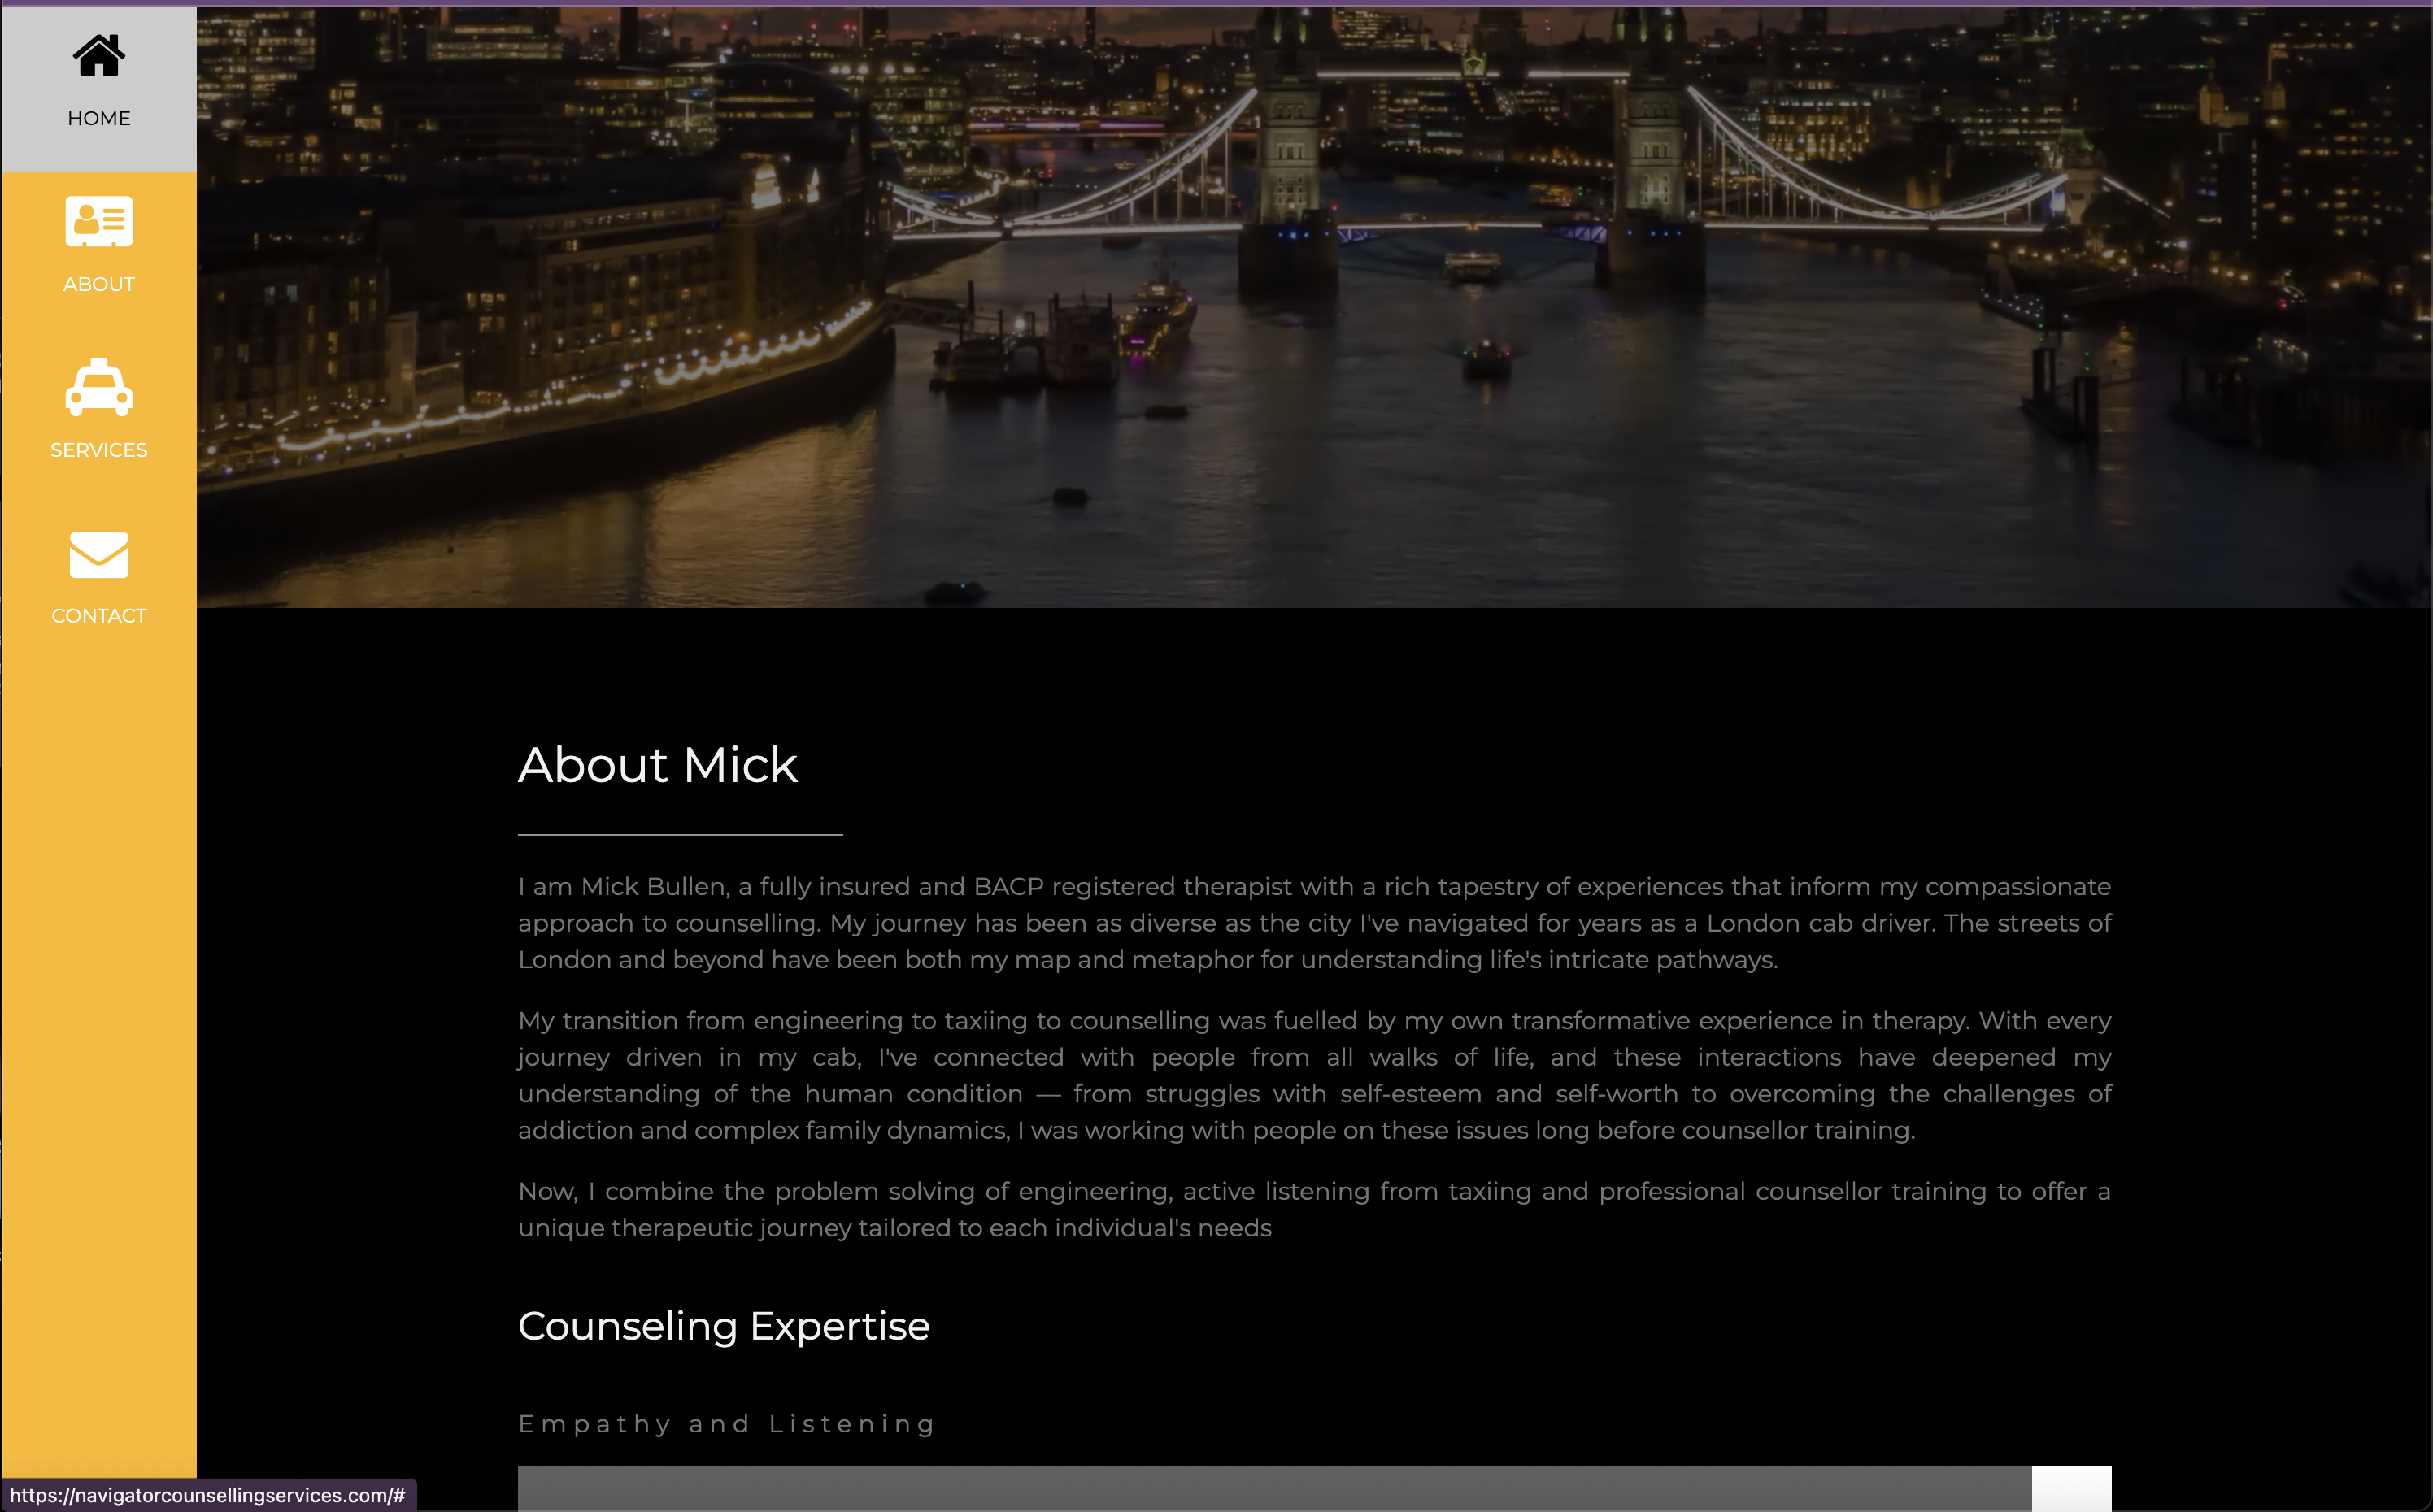 HOME
ABOUT
SERVICES
CONTACT
About Mick
I am Mick Bullen, a fully insured and BACP registered therapist with a rich tapestry of experiences that inform my compassionate
approach to counselling. My journey has been as diverse as the city I've navigated for years as a London cab driver. The streets of
London and beyond have been both my map and metaphor for understanding life's intricate pathways.
My transition from engineering to taxiing to counselling was fuelled by my own transformative experience in therapy. With every
journey driven in my cab, I've connected with people from all walks of life, and these interactions have deepened my
understanding of the human condition — from struggles with self-esteem and self-worth to overcoming the challenges of
addiction and complex family dynamics, I was working with people on these issues long before counsellor training.
Now, I combine the problem solving of engineering, active listening from taxiing and professional counsellor training to offer a
unique therapeutic journey tailored to each individual's needs
Counseling Expertise
Empathy and Listening
https://navigatorcounsellingservices.com/#